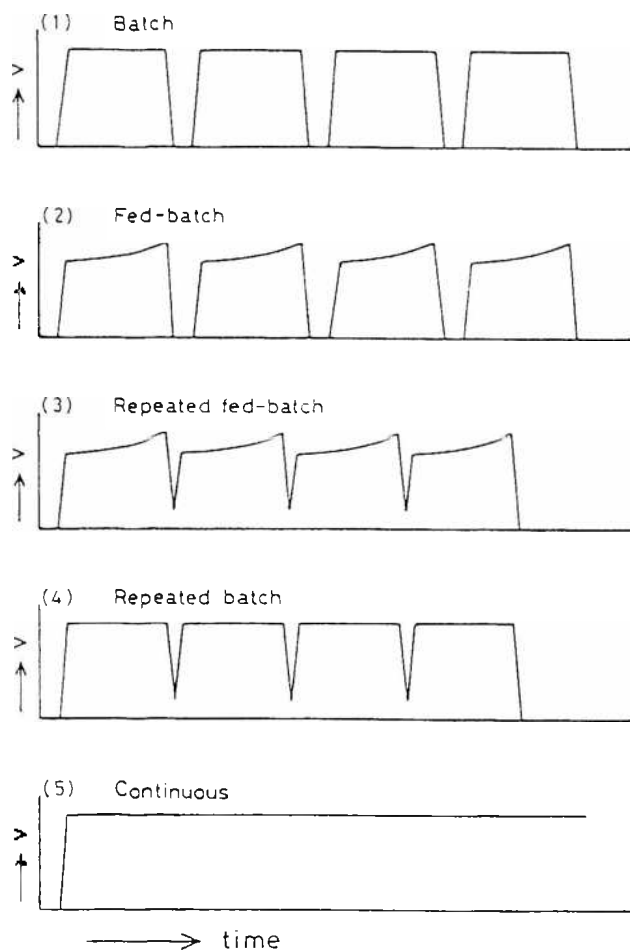 (1) Batch
V
(2) Fed-batch
V
(3) Repeated fed-batch
V
(4) Repeated batch
V
(5) Continuous
V
time